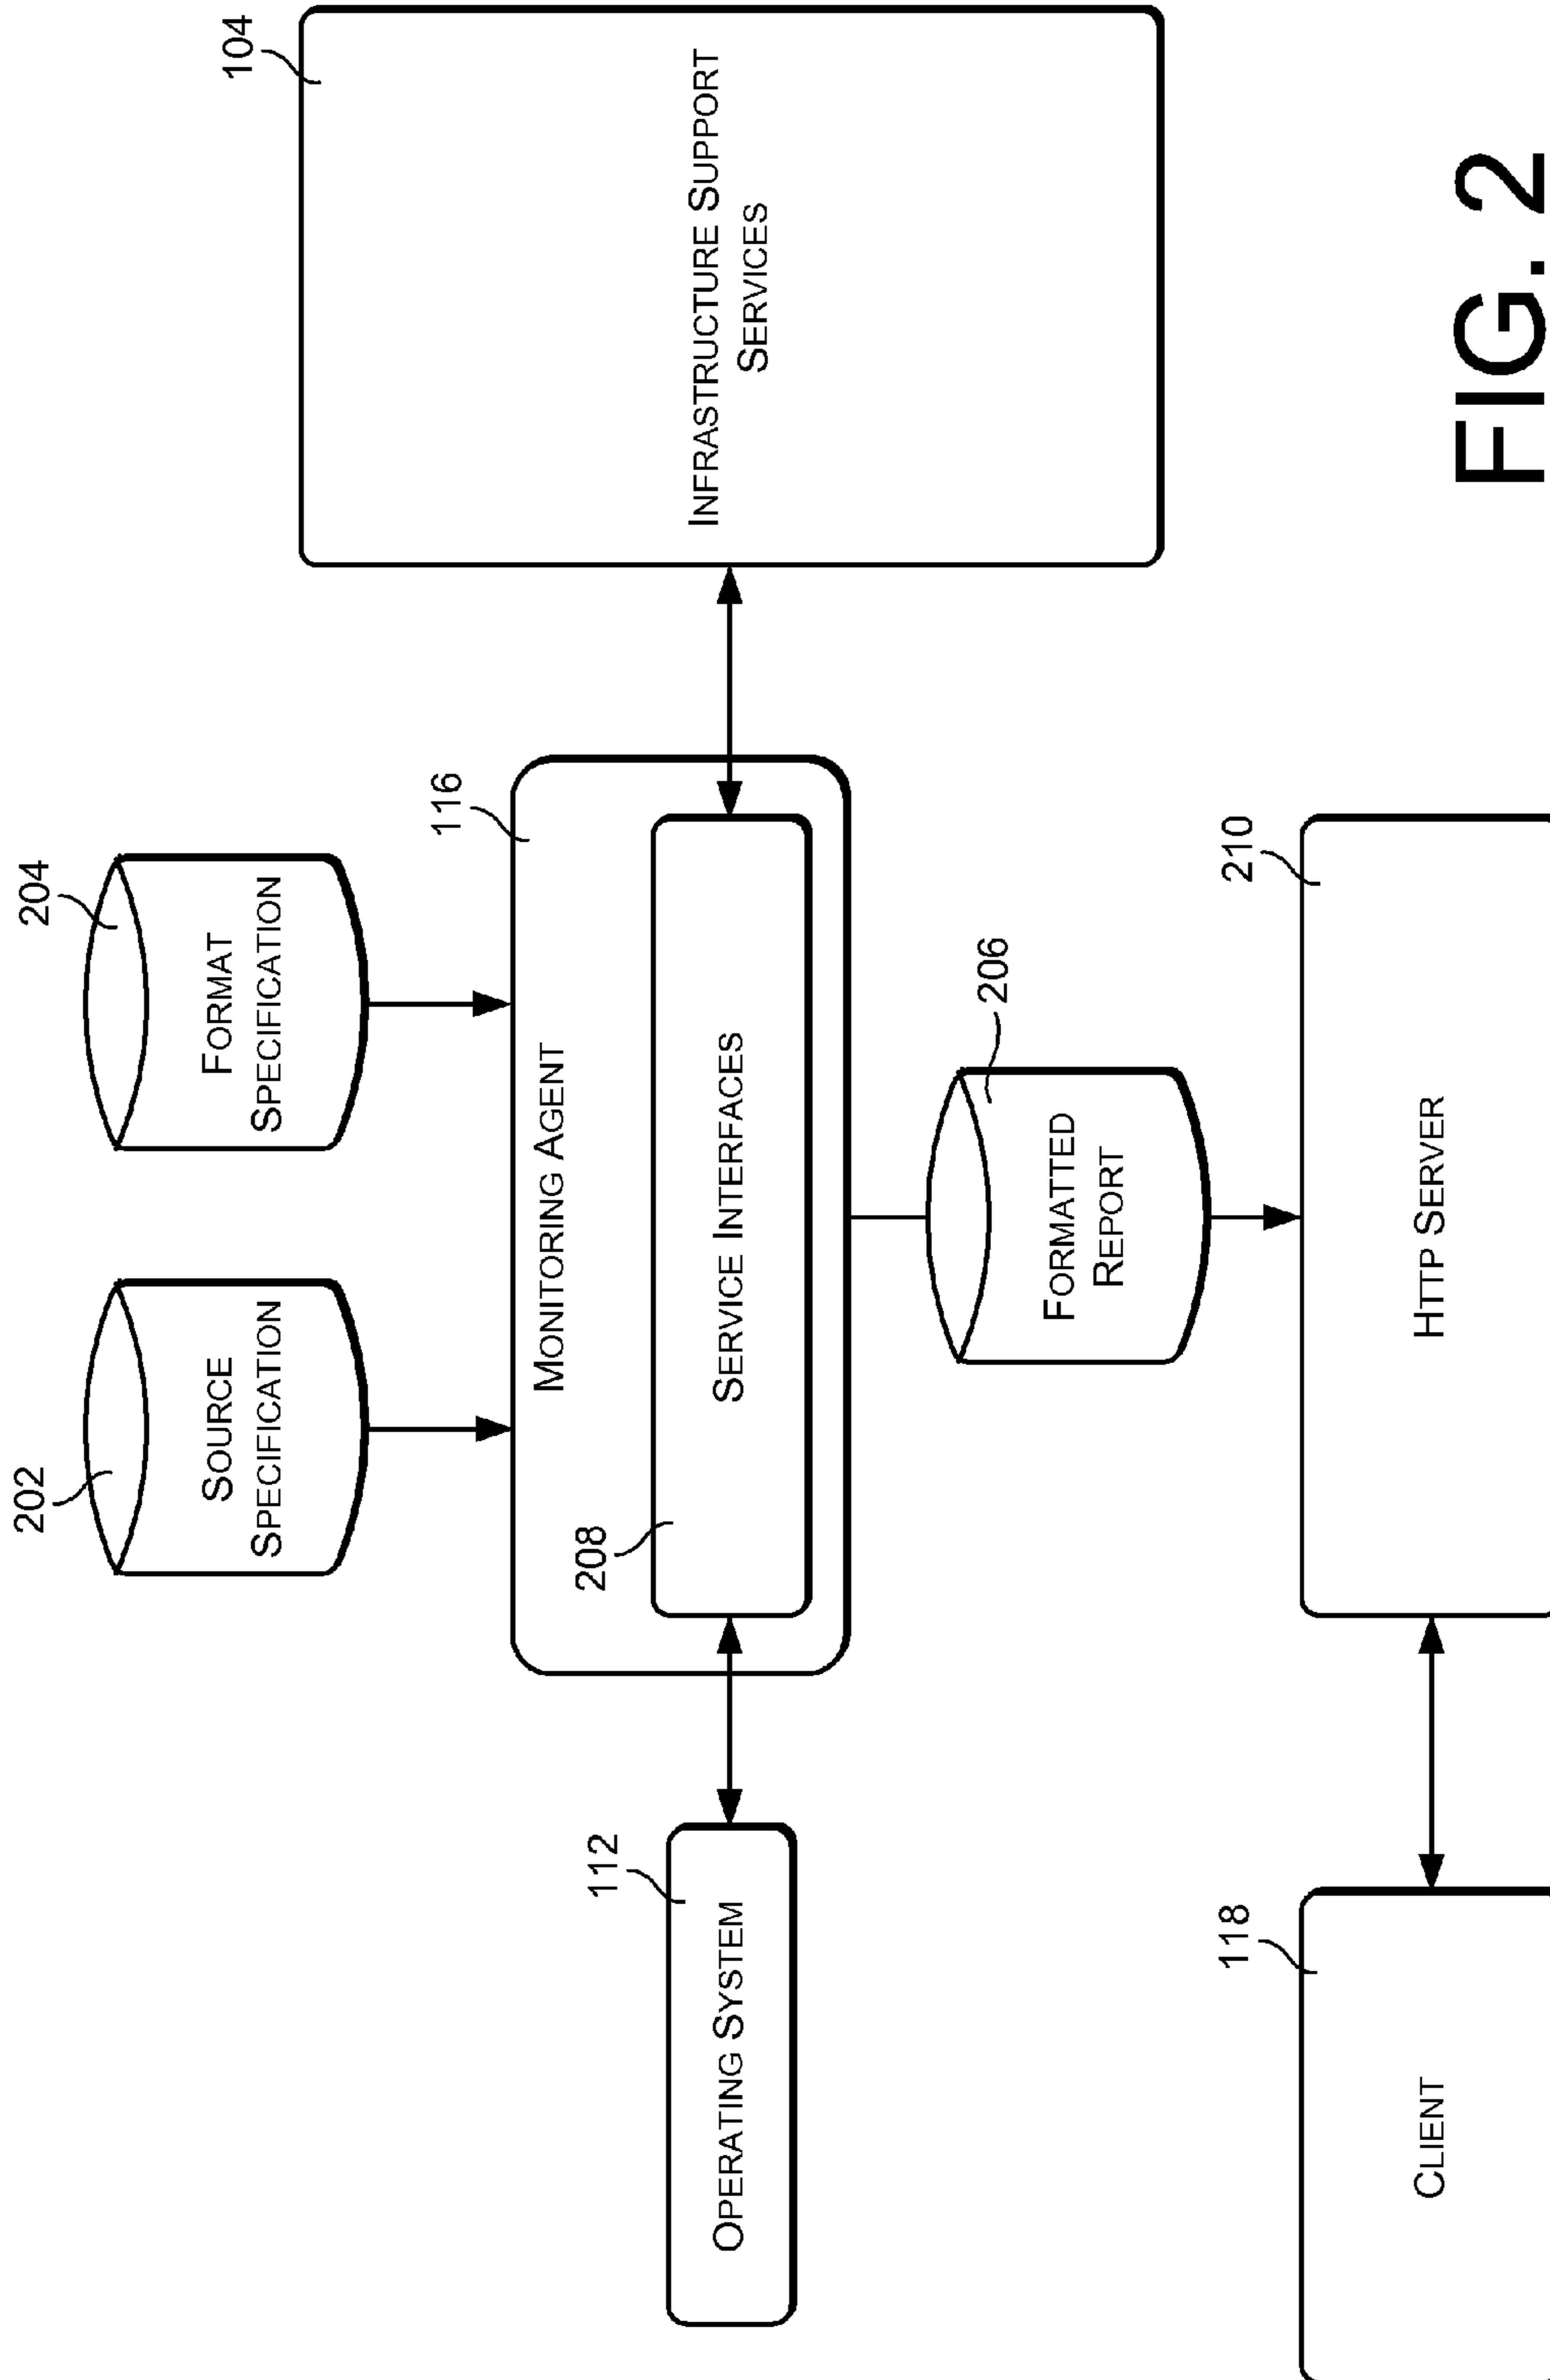 202
SOURCE
SPECIFICATION
204
FORMAT
SPECIFICATION
104
INFRASTRUCTURE SUPPORT
SERVICES
116
MONITORING AGENT
208
SERVICE INTERFACES
112
OPERATING SYSTEM
206
FORMATTED
REPORT
118
CLIENT
210
HTTP SERVER
FIG. 2